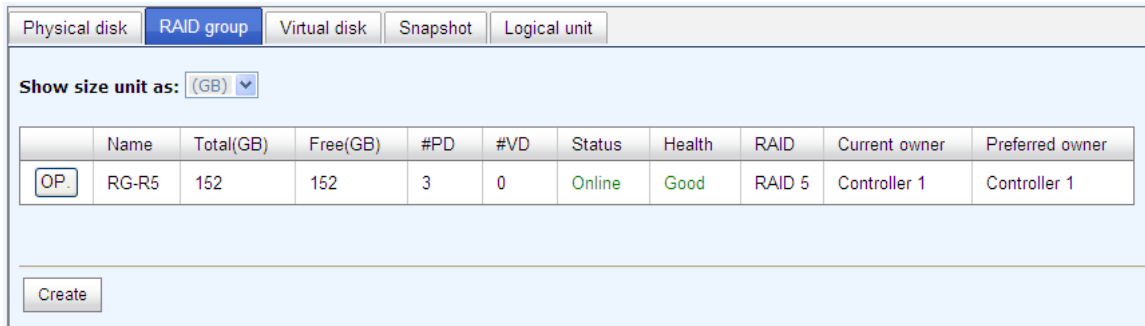 Physical disk RAID group Virtual disk Snapshot Logical unit
Show size unit as: (GB)
Name Total(GB) Free(GB) #PD #VD Status Health RAID Current owner Preferred owner
OP. RG-R5 152 152 3 0 Online Good RAID 5 Controller 1 Controller 1
Create